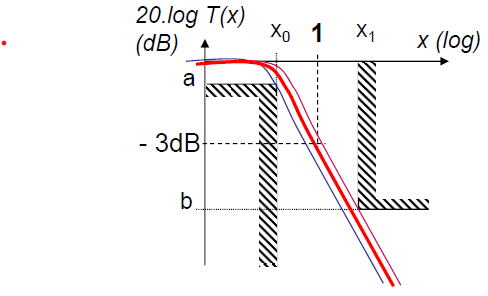 20.log T(x)
(dB)
x₀ 1 x₁ x (log)
a
- 3dB
b